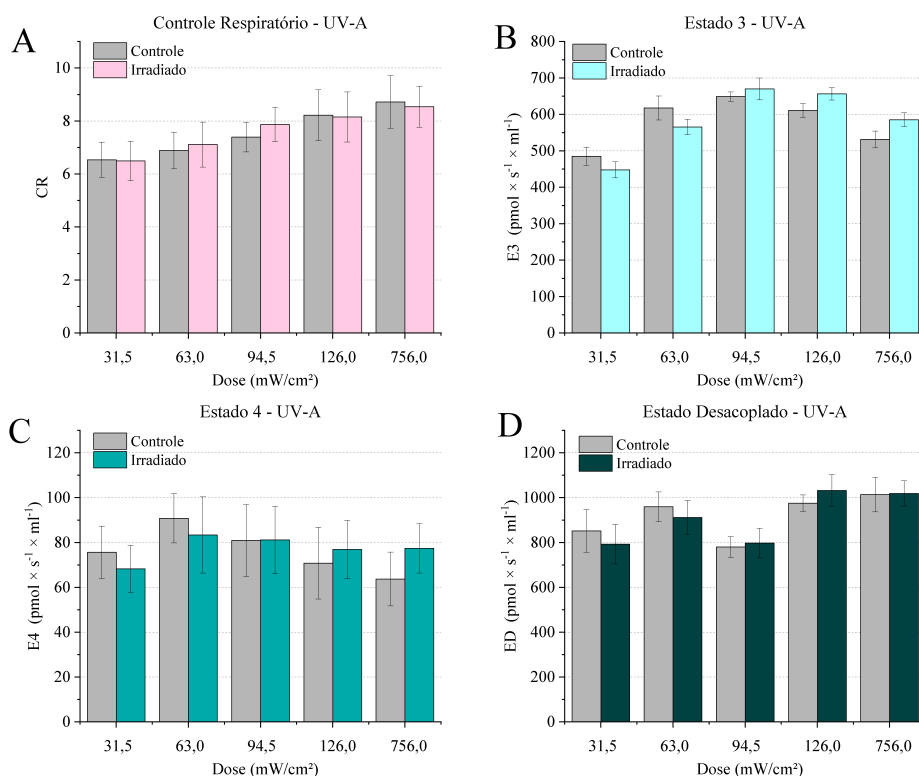 A
Controle Respiratório - UV-A
Controle
Irradiado
10
8
6
4
2
0
CR
31,5 63,0 94,5 126,0 756,0
Dose (mW/cm²)
B
Estado 3 - UV-A
Controle
Irradiado
800
700
600
500
400
300
200
100
0
E3 (pmol × s⁻¹ × ml⁻¹)
31,5 63,0 94,5 126,0 756,0
Dose (mW/cm²)
C
Estado 4 - UV-A
Controle
Irradiado
120
100
80
60
40
20
0
E4 (pmol × s⁻¹ × ml⁻¹)
31,5 63,0 94,5 126,0 756,0
Dose (mW/cm²)
D
Estado Desacoplado - UV-A
Controle
Irradiado
1200
1000
800
600
400
200
0
ED (pmol × s⁻¹ × ml⁻¹)
31,5 63,0 94,5 126,0 756,0
Dose (mW/cm²)